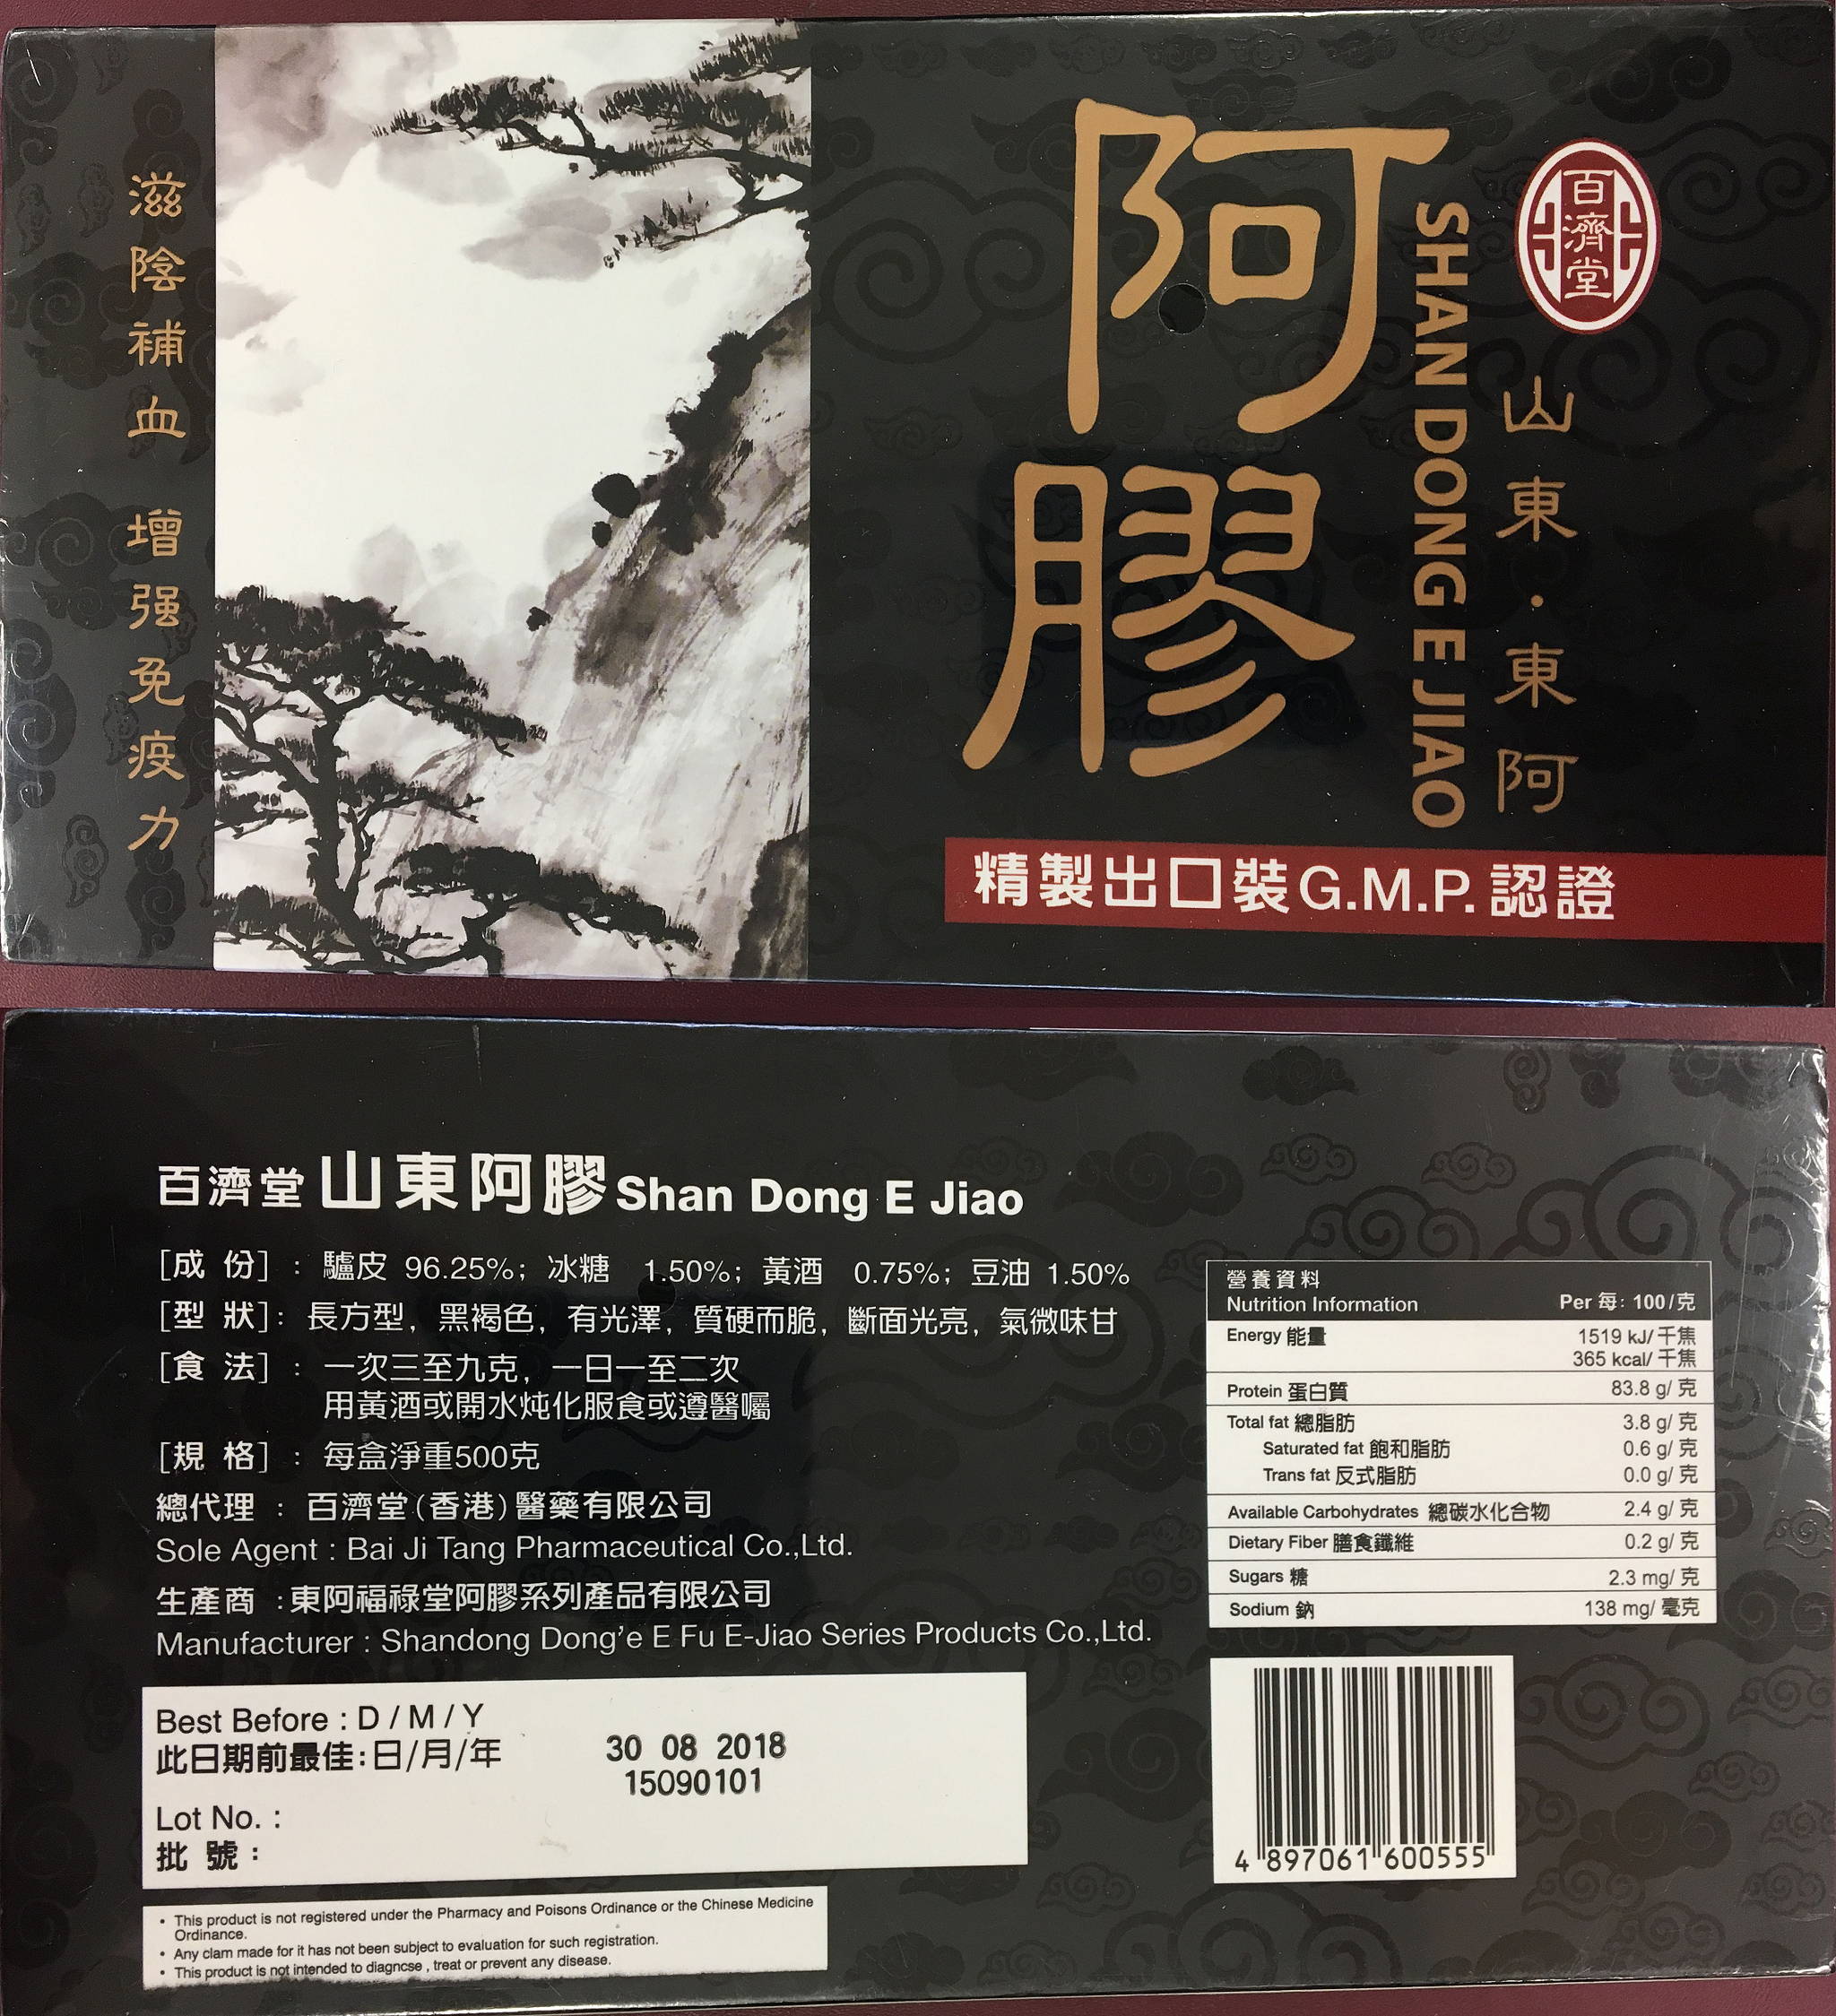 百濟堂
山東·東阿
SHAN DONG E JIAO
阿膠
滋陰補血 增强免疫力
精製出口裝G.M.P.認證
百濟堂 山東阿膠 Shan Dong E Jiao
[成 份]： 驢皮 96.25%；冰糖 1.50%；黃酒 0.75%；豆油 1.50%
[型 狀]：長方型，黑褐色，有光澤，質硬而脆，斷面光亮，氣微味甘
[食 法]： 一次三至九克，一日一至二次
用黃酒或開水炖化服食或遵醫囑
[規 格]： 每盒淨重500克
總代理 ： 百濟堂(香港)醫藥有限公司
Sole Agent : Bai Ji Tang Pharmaceutical Co.,Ltd.
生產商 :東阿福祿堂阿膠系列產品有限公司
Manufacturer : Shandong Dong'e E Fu E-Jiao Series Products Co.,Ltd.
Best Before : D / M / Y
此日期前最佳:日/月/年
30 08 2018
15090101
Lot No. :
批 號：
• This product is not registered under the Pharmacy and Poisons Ordinance or the Chinese Medicine
Ordinance.
• Any clam made for it has not been subject to evaluation for such registration.
• This product is not intended to diagncse , treat or prevent any disease.
營養資料
Nutrition Information Per 每: 100/克
Energy 能量 1519 kJ/ 千焦
365 kcal/ 千焦
Protein 蛋白質 83.8 g/ 克
Total fat 總脂肪 3.8 g/ 克
Saturated fat 飽和脂肪 0.6 g/ 克
Trans fat 反式脂肪 0.0 g/ 克
Available Carbohydrates 總碳水化合物 2.4 g/ 克
Dietary Fiber 膳食鐵維 0.2 g/ 克
Sugars 糖 2.3 mg/ 克
Sodium 鈉 138 mg/ 毫克
4 897061 600555